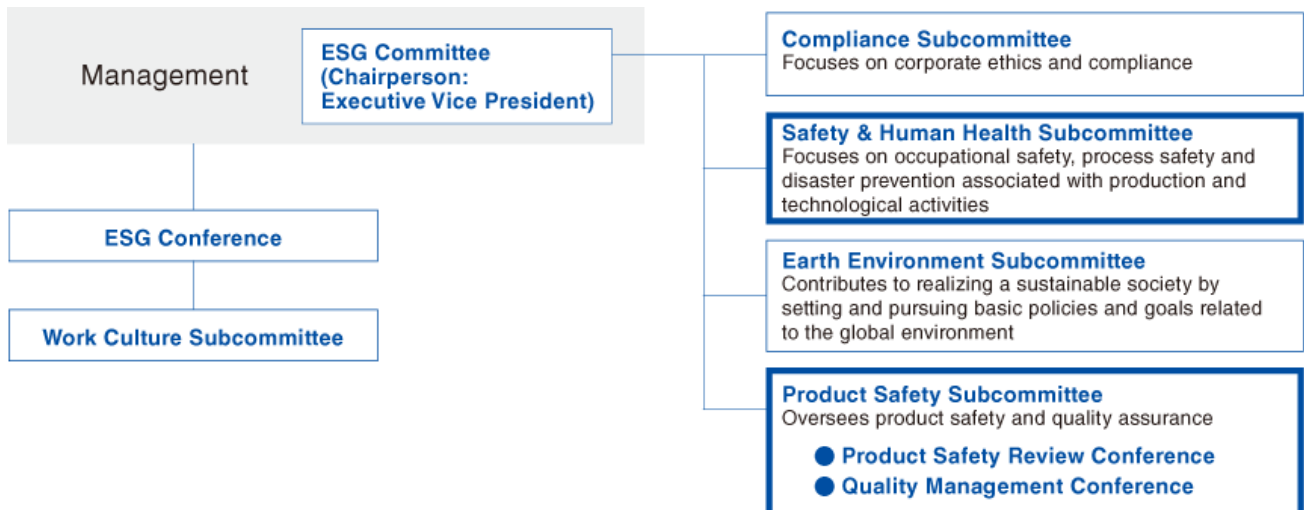 Management
ESG Committee
(Chairperson:
Executive Vice President)
ESG Conference
Work Culture Subcommittee
Compliance Subcommittee
Focuses on corporate ethics and compliance
Safety & Human Health Subcommittee
Focuses on occupational safety, process safety and
disaster prevention associated with production and
technological activities
Earth Environment Subcommittee
Contributes to realizing a sustainable society by
setting and pursuing basic policies and goals related
to the global environment
Product Safety Subcommittee
Oversees product safety and quality assurance
● Product Safety Review Conference
● Quality Management Conference